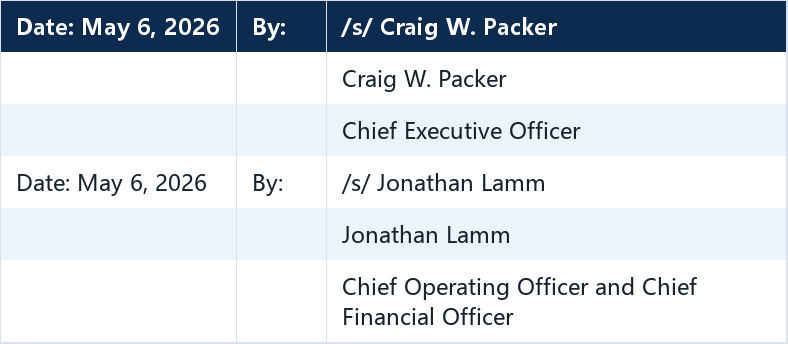 Date: May 6, 2026 By: /s/ Craig W. Packer
Craig W. Packer
Chief Executive Officer
Date: May 6, 2026 By: /s/ Jonathan Lamm
Jonathan Lamm
Chief Operating Officer and Chief
Financial Officer